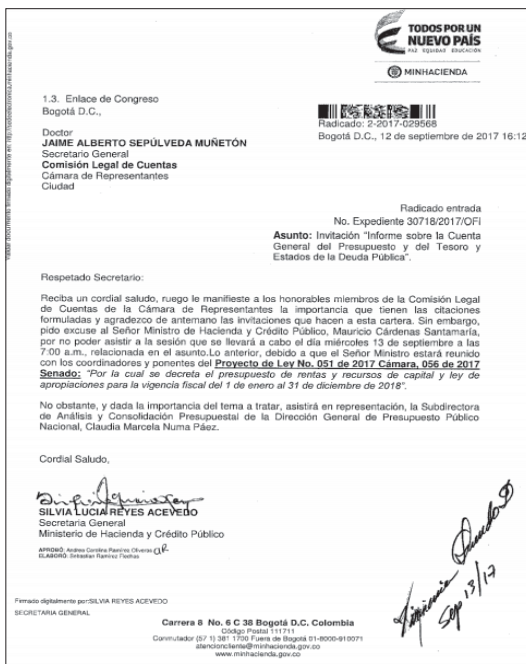 TODOS POR UN
NUEVO PAÍS
PAZ EQUIDAD EDUCACIÓN
MINHACIENDA
1.3. Enlace de Congreso
Bogotá D.C.,
Radicado: 2-2017-029568
Bogotá D.C., 12 de septiembre de 2017 16:12
Doctor
JAIME ALBERTO SEPÚLVEDA MUÑETÓN
Secretario General
Comisión Legal de Cuentas
Cámara de Representantes
Ciudad
Radicado entrada
No. Expediente 30718/2017/OFI
Asunto: Invitación "Informe sobre la Cuenta
General del Presupuesto y del Tesoro y
Estados de la Deuda Pública".
Respetado Secretario:
Reciba un cordial saludo, ruego le manifieste a los honorables miembros de la Comisión Legal
de Cuentas de la Cámara de Representantes la importancia que tienen las citaciones
formuladas y agradezco de antemano las invitaciones que hacen a esta cartera. Sin embargo,
pido excuse al Señor Ministro de Hacienda y Crédito Público, Mauricio Cárdenas Santamaría,
por no poder asistir a la sesión que se llevará a cabo el día miércoles 13 de septiembre a las
7:00 a.m., relacionada en el asunto.Lo anterior, debido a que el Señor Ministro estará reunido
con los coordinadores y ponentes del Proyecto de Ley No. 051 de 2017 Cámara, 056 de 2017
Senado: "Por la cual se decreta el presupuesto de rentas y recursos de capital y ley de
apropiaciones para la vigencia fiscal del 1 de enero al 31 de diciembre de 2018".
No obstante, y dada la importancia del tema a tratar, asistirá en representación, la Subdirectora
de Análisis y Consolidación Presupuestal de la Dirección General de Presupuesto Público
Nacional, Claudia Marcela Numa Páez.
Cordial Saludo,
SILVIA LUCIA REYES ACEVEDO
Secretaria General
Ministerio de Hacienda y Crédito Público
APROBÓ: Andrea Carolina Ramírez Oliveros
ELABORÓ: Sebastian Ramírez Flechas
Sep 13/17
Firmado digitalmente por:SILVIA REYES ACEVEDO
SECRETARIA GENERAL
Carrera 8 No. 6 C 38 Bogotá D.C. Colombia
Código Postal 111711
Conmutador (57 1) 381 1700 Fuera de Bogotá 01-8000-910071
atencioncliente@minhacienda.gov.co
www.minhacienda.gov.co